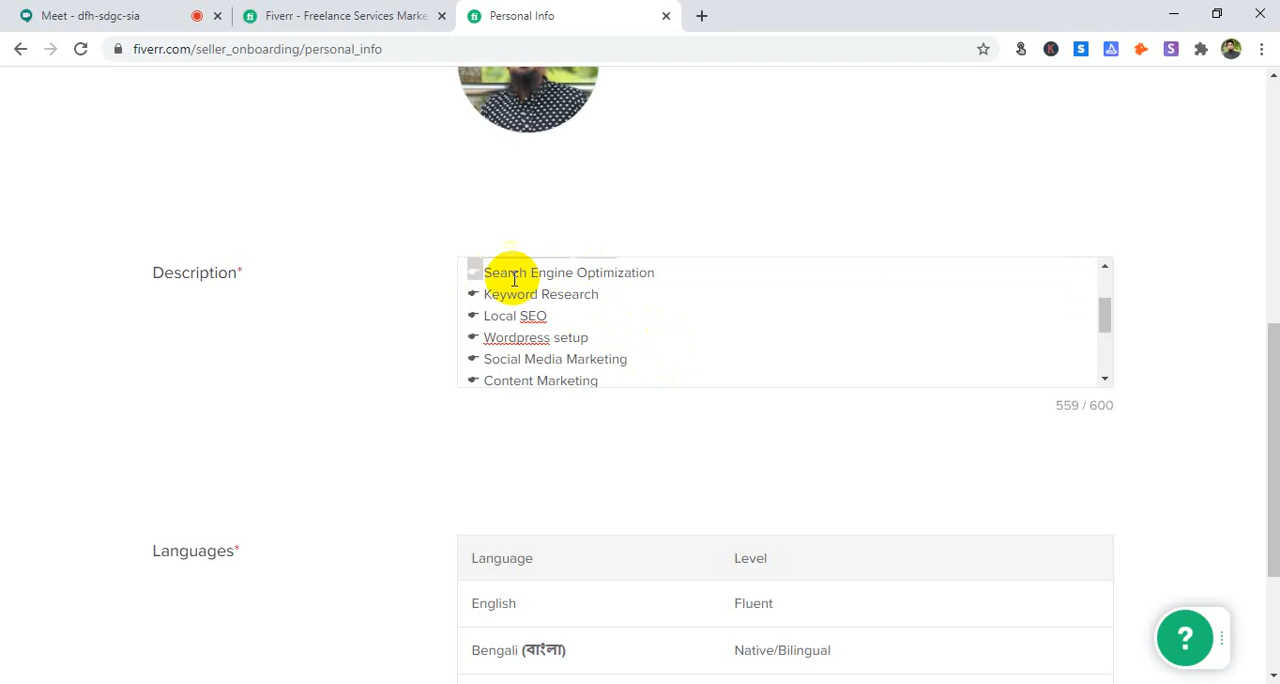 Meet - dfh-sdgc-sia
Fiverr - Freelance Services Marke
Personal Info
fiverr.com/seller_onboarding/personal_info
Description*
☛ Search Engine Optimization
☛ Keyword Research
☛ Local SEO
☛ Wordpress setup
☛ Social Media Marketing
☛ Content Marketing
559 / 600
Languages*
Language Level
English Fluent
Bengali (বাংলা) Native/Bilingual
?